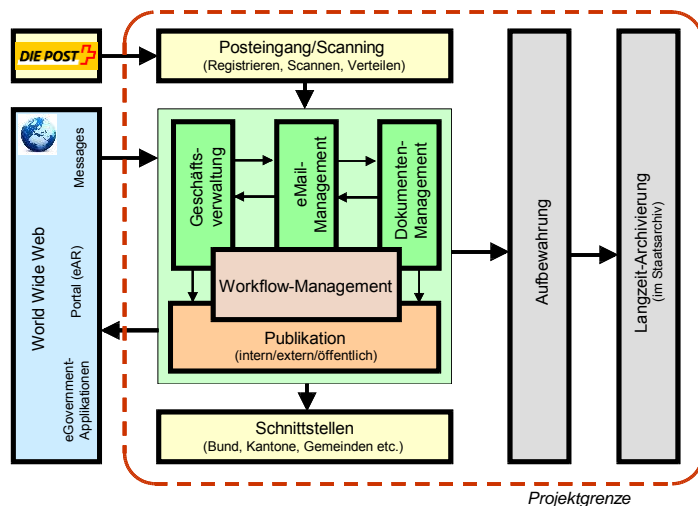 DIE POST
Posteingang/Scanning
(Registrieren, Scannen, Verteilen)
World Wide Web
Messages
Portal (eAR)
eGovernment-
Applikationen
Geschäfts-
verwaltung
eMail-
Management
Dokumenten-
Management
Workflow-Management
Publikation
(intern/extern/öffentlich)
Schnittstellen
(Bund, Kantone, Gemeinden etc.)
Aufbewahrung
Langzeit-Archivierung
(im Staatsarchiv)
Projektgrenze